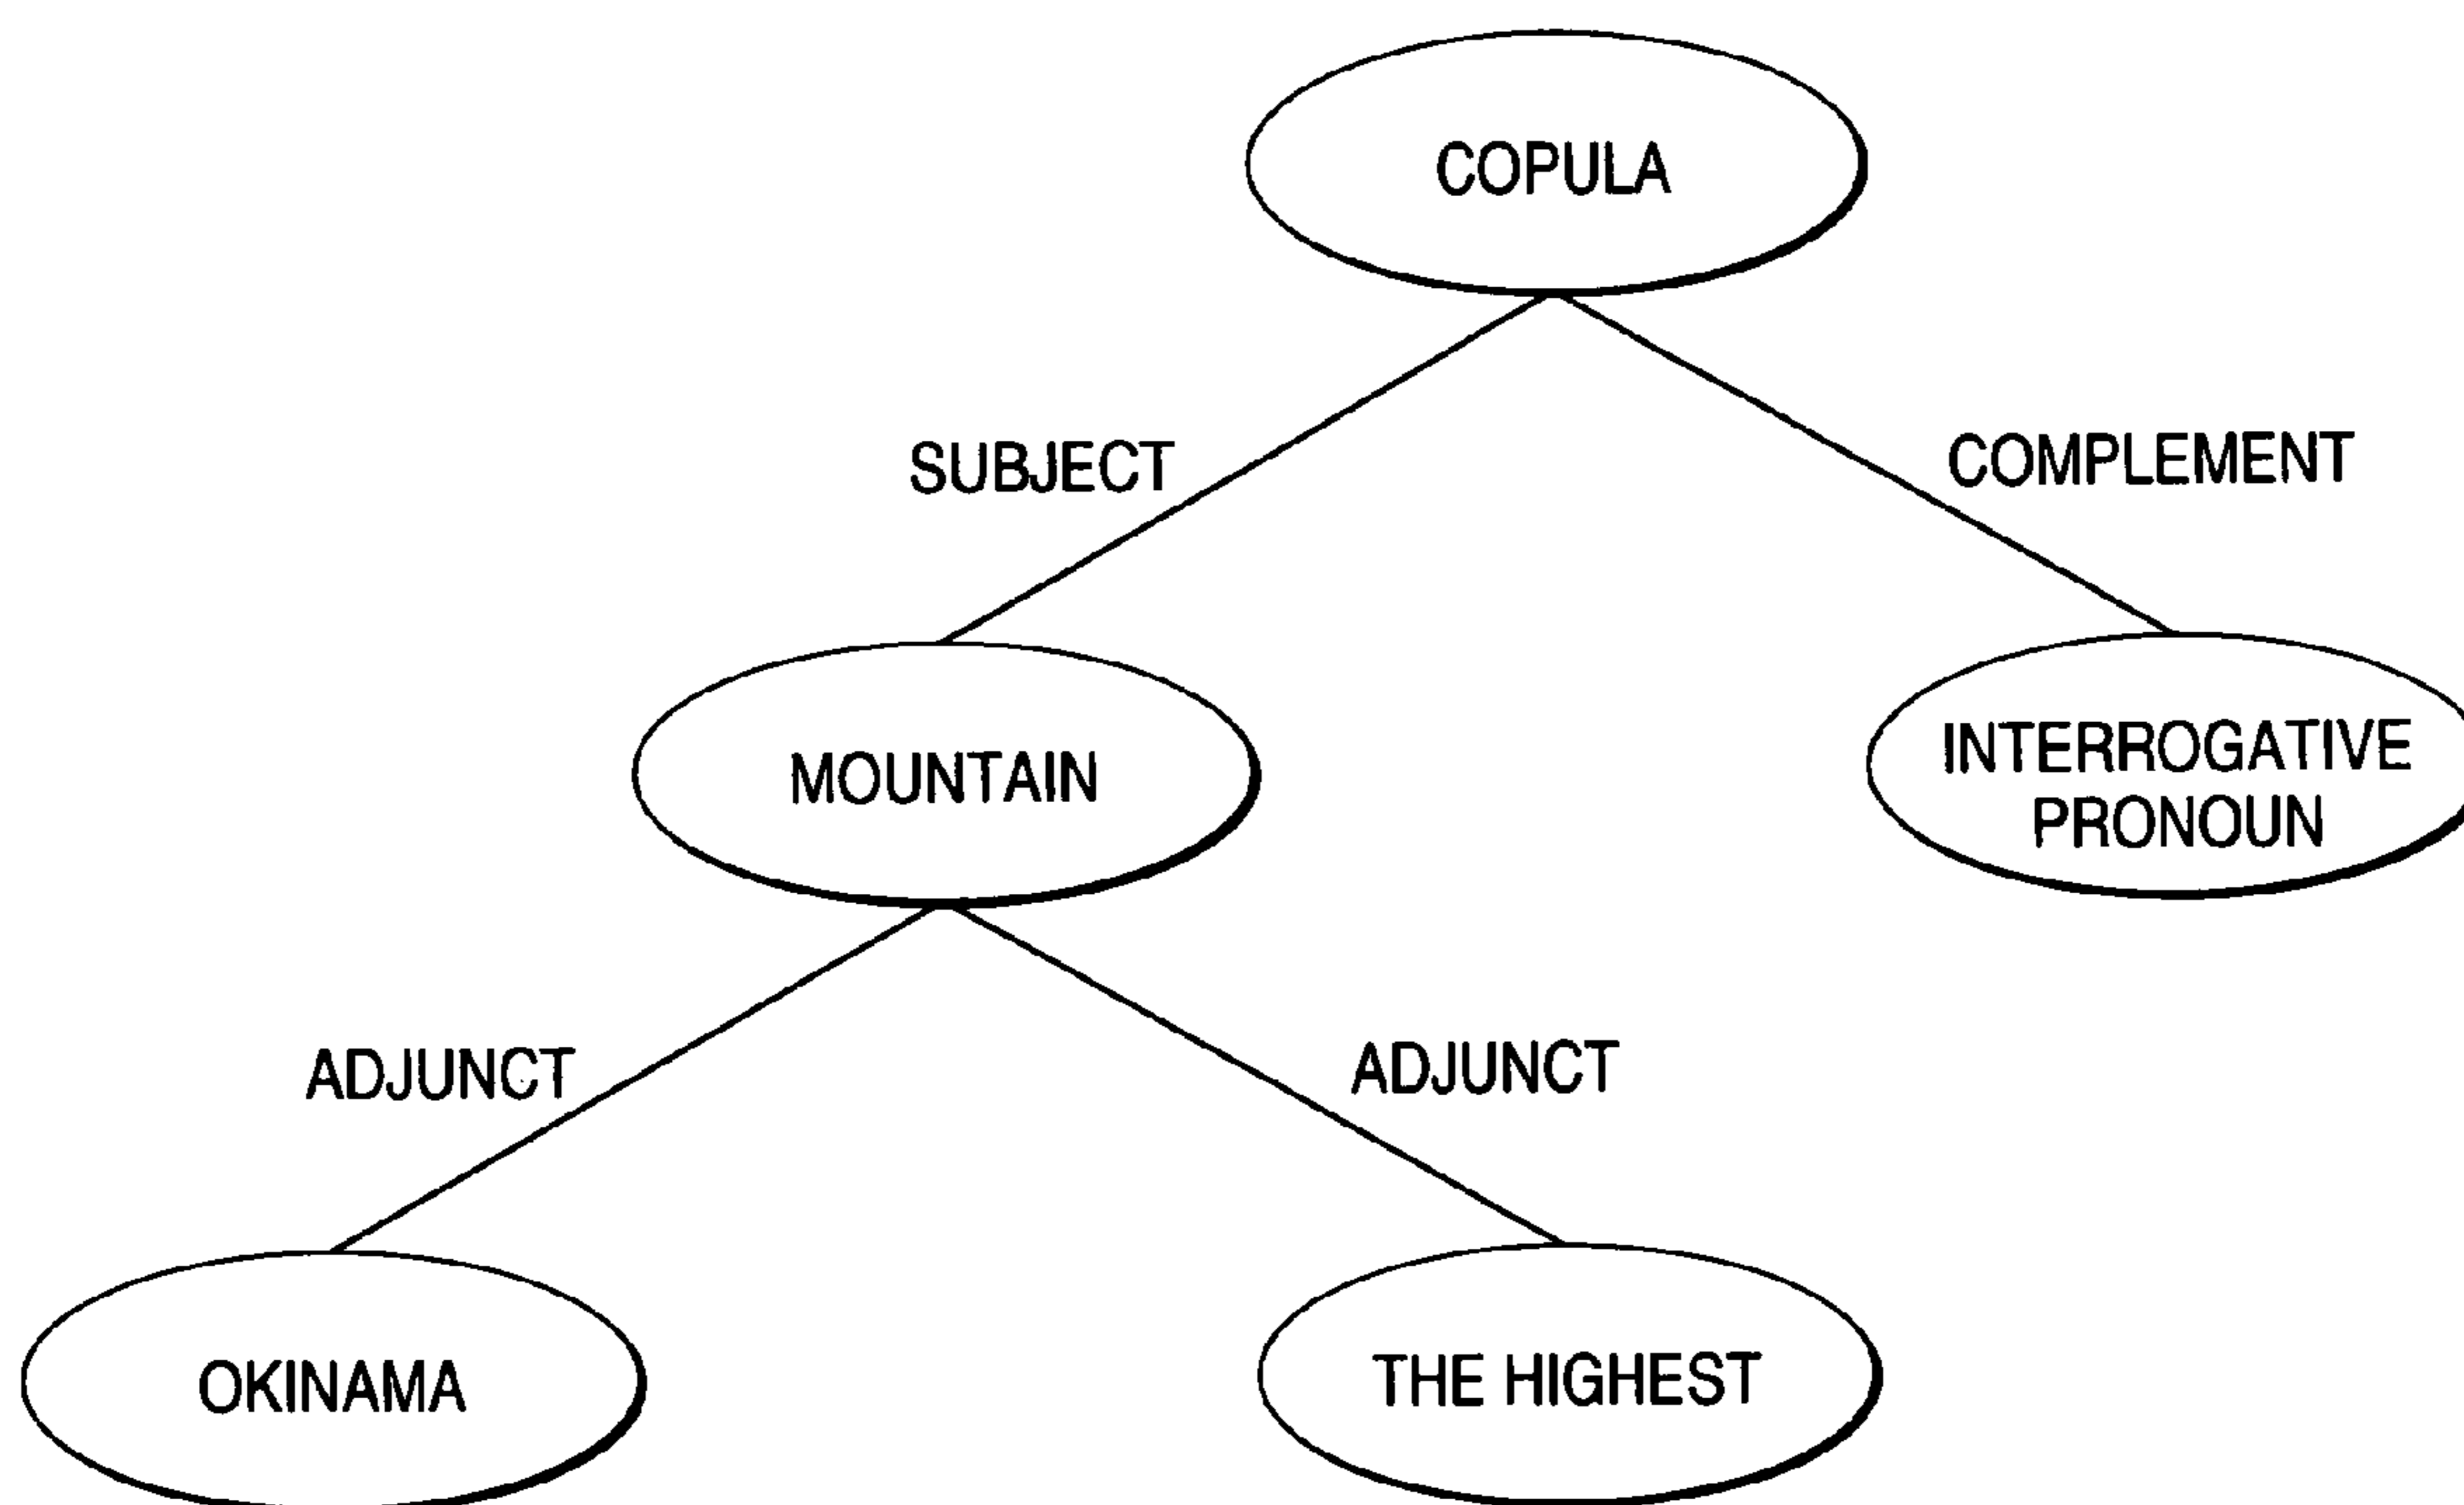 COPULA
SUBJECT
COMPLEMENT
MOUNTAIN
INTERROGATIVE
PRONOUN
ADJUNCT
ADJUNCT
OKINAMA
THE HIGHEST